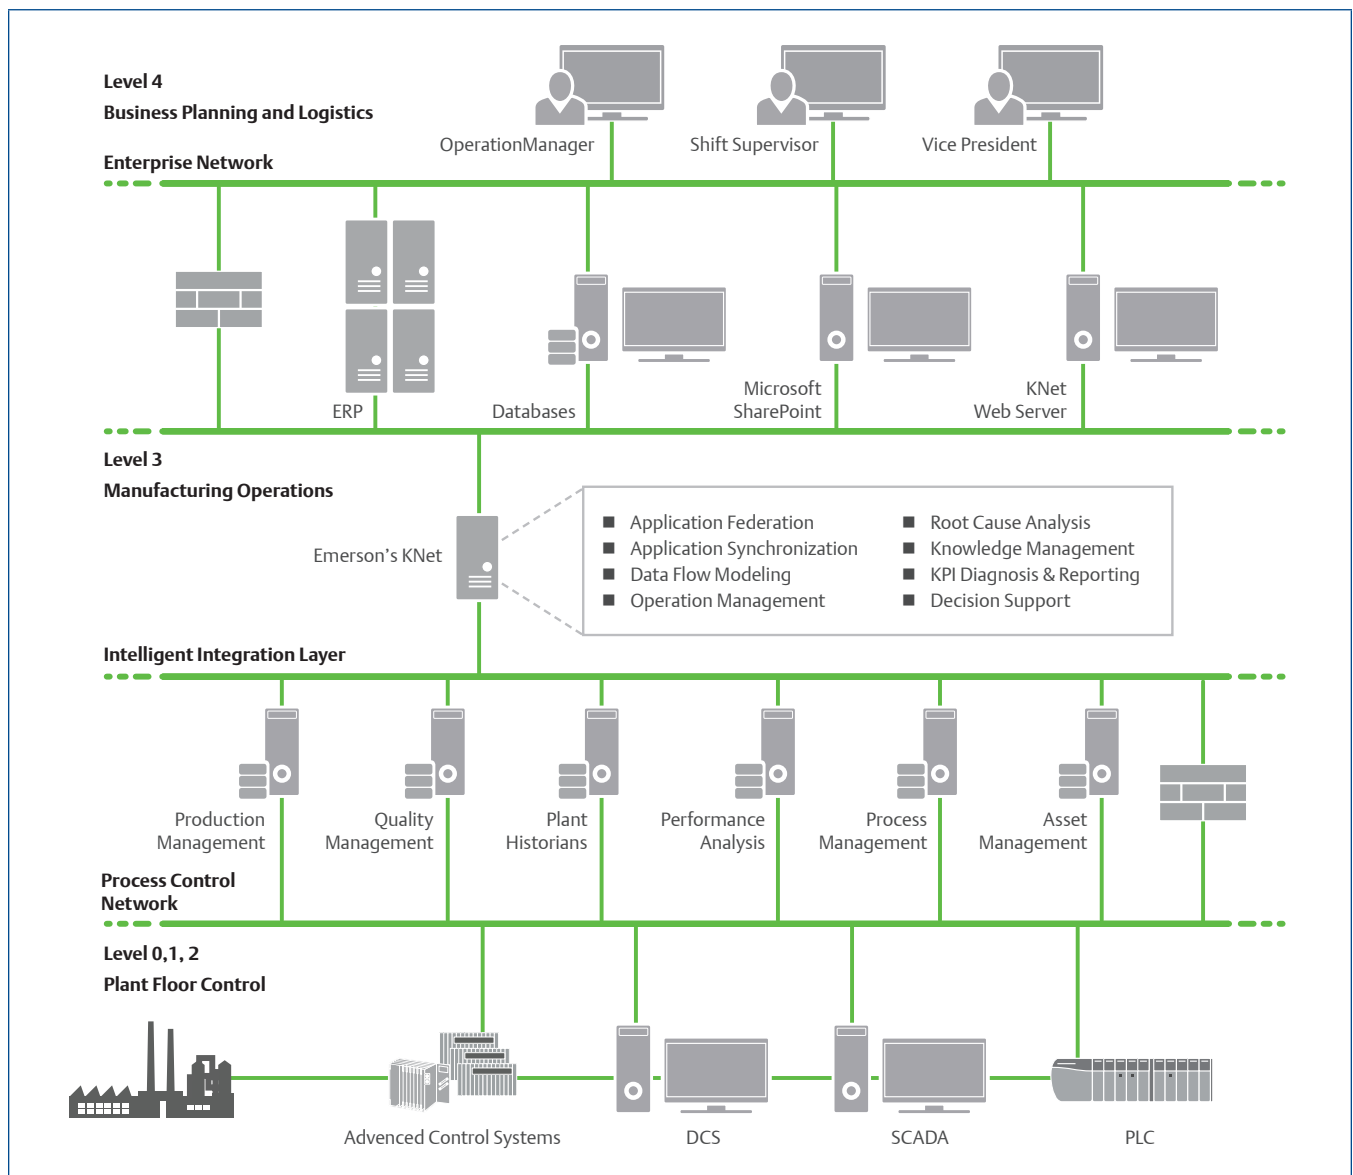 Level 4
Business Planning and Logistics
OperationManager
Shift Supervisor
Vice President
Enterprise Network
ERP
Databases
Microsoft
SharePoint
KNet
Web Server
Level 3
Manufacturing Operations
Emerson's KNet
Application Federation
Application Synchronization
Data Flow Modeling
Operation Management
Root Cause Analysis
Knowledge Management
KPI Diagnosis & Reporting
Decision Support
Intelligent Integration Layer
Production
Management
Quality
Management
Plant
Historians
Performance
Analysis
Process
Management
Asset
Management
Process Control
Network
Level 0,1, 2
Plant Floor Control
Advanced Control Systems
DCS
SCADA
PLC